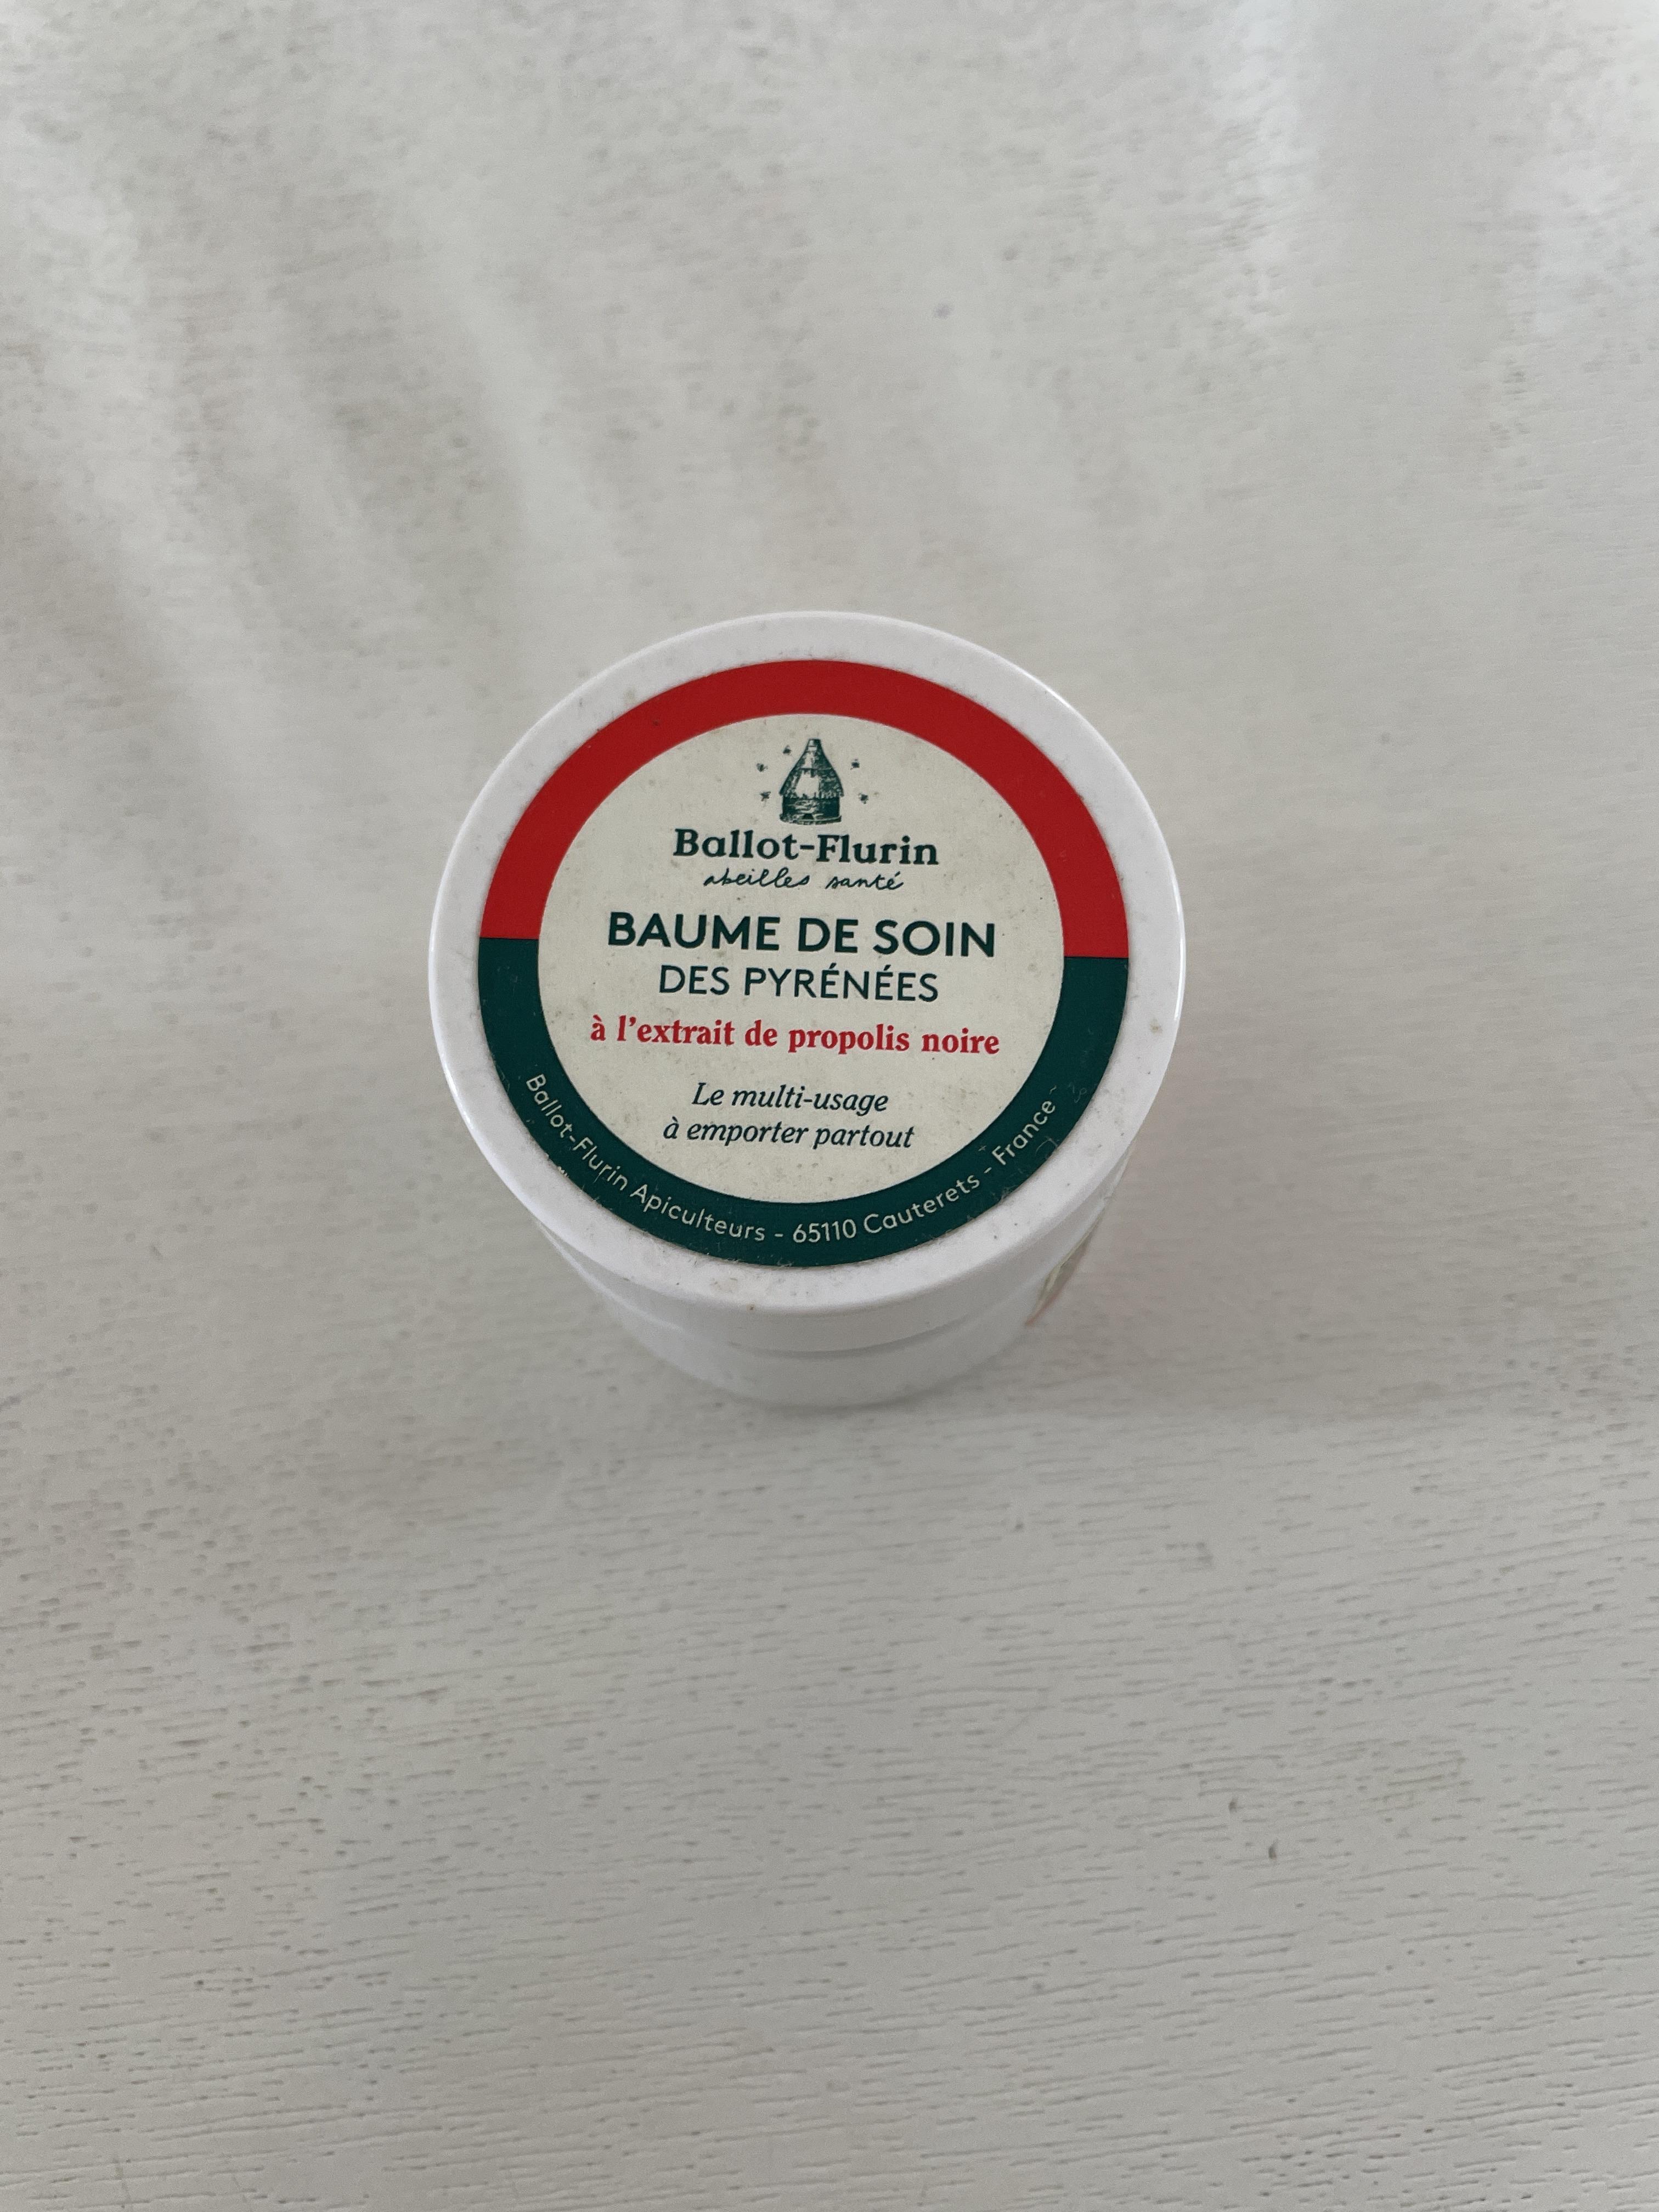 Ballot-Flurin
abeilles santé
BAUME DE SOIN
DES PYRÉNÉES
à l'extrait de propolis noire
Le multi-usage
à emporter partout
Ballot-Flurin Apiculteurs - 65110 Cauterets - France